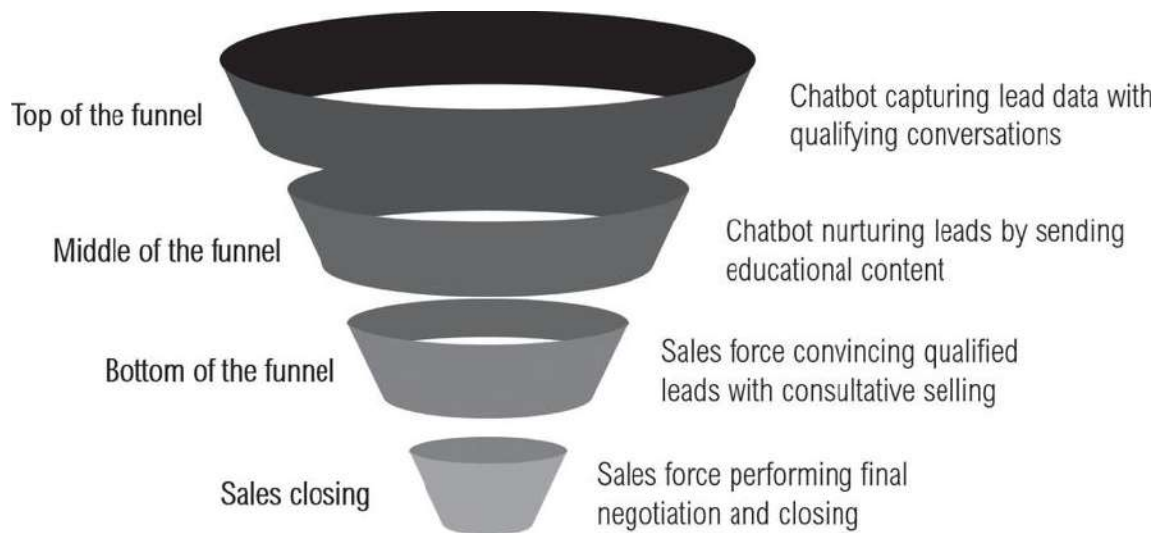 Top of the funnel
Chatbot capturing lead data with
qualifying conversations
Middle of the funnel
Chatbot nurturing leads by sending
educational content
Bottom of the funnel
Sales force convincing qualified
leads with consultative selling
Sales closing
Sales force performing final
negotiation and closing